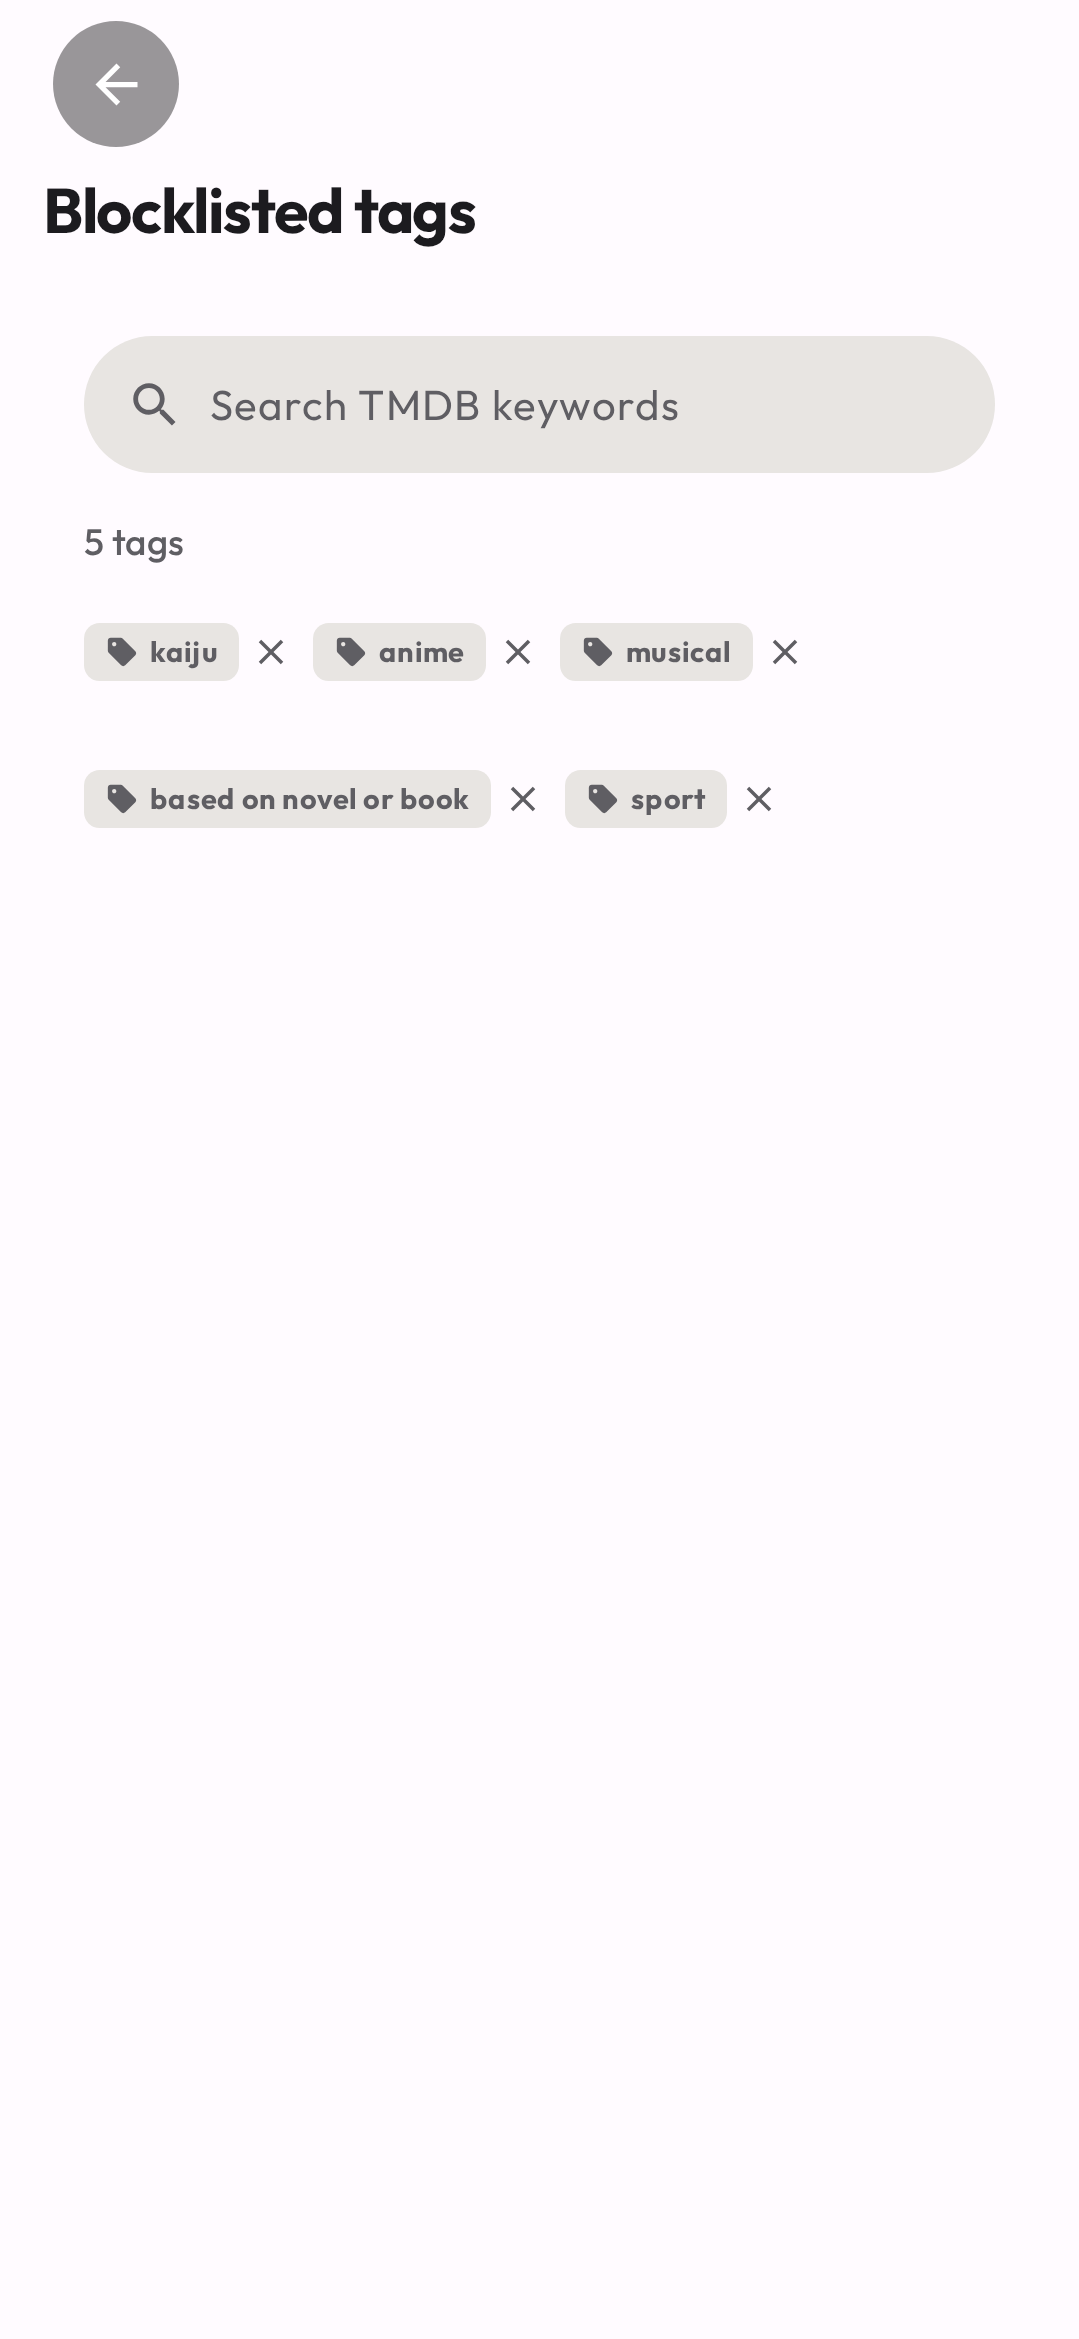 Blocklisted tags
Search TMDB keywords
5 tags
kaiju anime musical
based on novel or book sport